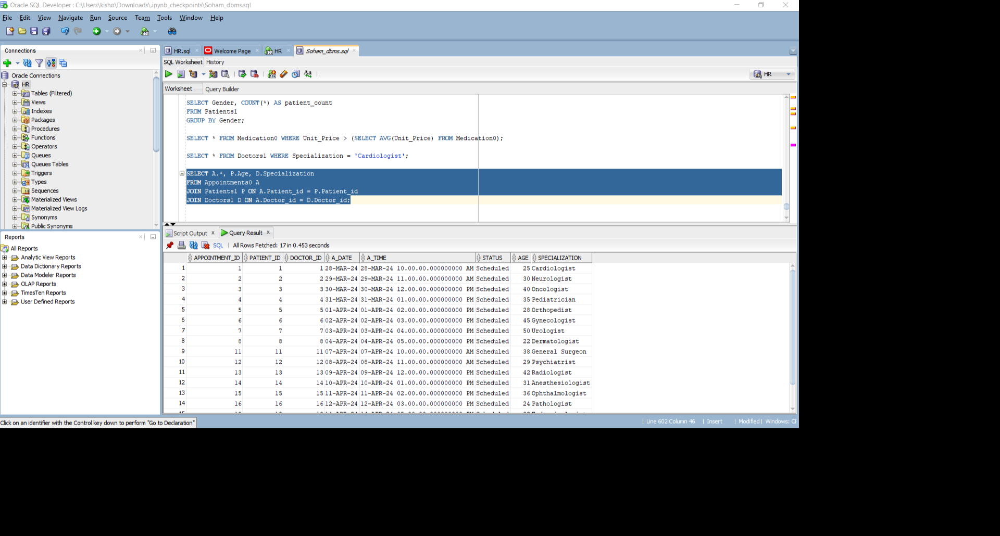 Oracle SQL Developer : C:\Users\kisho\Downloads\.ipynb_checkpoints\Soham_dbms.sql
File Edit View Navigate Run Source Team Tools Window Help
Connections
Oracle Connections
HR
Tables (Filtered)
Views
Indexes
Packages
Procedures
Functions
Operators
Queues
Queues Tables
Triggers
Types
Sequences
Materialized Views
Materialized View Logs
Synonyms
Public Synonyms
Reports
All Reports
Analytic View Reports
Data Dictionary Reports
Data Modeler Reports
OLAP Reports
TimesTen Reports
User Defined Reports
HR.sql Welcome Page HR Soham_dbms.sql
SQL Worksheet History
HR
Worksheet Query Builder
SELECT Gender, COUNT(*) AS patient_count
FROM Patients1
GROUP BY Gender;
SELECT * FROM Medication0 WHERE Unit_Price > (SELECT AVG(Unit_Price) FROM Medication0);
SELECT * FROM Doctors1 WHERE Specialization = 'Cardiologist';
SELECT A.*, P.Age, D.Specialization
FROM Appointments0 A
JOIN Patients1 P ON A.Patient_id = P.Patient_id
JOIN Doctors1 D ON A.Doctor_id = D.Doctor_id;
Script Output Query Result
SQL All Rows Fetched: 17 in 0.453 seconds
APPOINTMENT_ID PATIENT_ID DOCTOR_ID A_DATE A_TIME STATUS AGE SPECIALIZATION
1 1 1 1 28-MAR-24 28-MAR-24 10.00.00.000000000 AM Scheduled 25 Cardiologist
2 2 2 2 29-MAR-24 29-MAR-24 11.00.00.000000000 AM Scheduled 30 Neurologist
3 3 3 3 30-MAR-24 30-MAR-24 12.00.00.000000000 PM Scheduled 40 Oncologist
4 4 4 4 31-MAR-24 31-MAR-24 01.00.00.000000000 PM Scheduled 35 Pediatrician
5 5 5 5 01-APR-24 01-APR-24 02.00.00.000000000 PM Scheduled 28 Orthopedist
6 6 6 6 02-APR-24 02-APR-24 03.00.00.000000000 PM Scheduled 45 Gynecologist
7 7 7 7 03-APR-24 03-APR-24 04.00.00.000000000 PM Scheduled 50 Urologist
8 8 8 8 04-APR-24 04-APR-24 05.00.00.000000000 PM Scheduled 22 Dermatologist
9 11 11 11 07-APR-24 07-APR-24 10.00.00.000000000 AM Scheduled 38 General Surgeon
10 12 12 12 08-APR-24 08-APR-24 11.00.00.000000000 AM Scheduled 29 Psychiatrist
11 13 13 13 09-APR-24 09-APR-24 12.00.00.000000000 PM Scheduled 42 Radiologist
12 14 14 14 10-APR-24 10-APR-24 01.00.00.000000000 PM Scheduled 31 Anesthesiologist
13 15 15 15 11-APR-24 11-APR-24 02.00.00.000000000 PM Scheduled 36 Ophthalmologist
14 16 16 16 12-APR-24 12-APR-24 03.00.00.000000000 PM Scheduled 24 Pathologist
Click on an identifier with the Control key down to perform "Go to Declaration"
Line 602 Column 46 Insert Modified Windows: